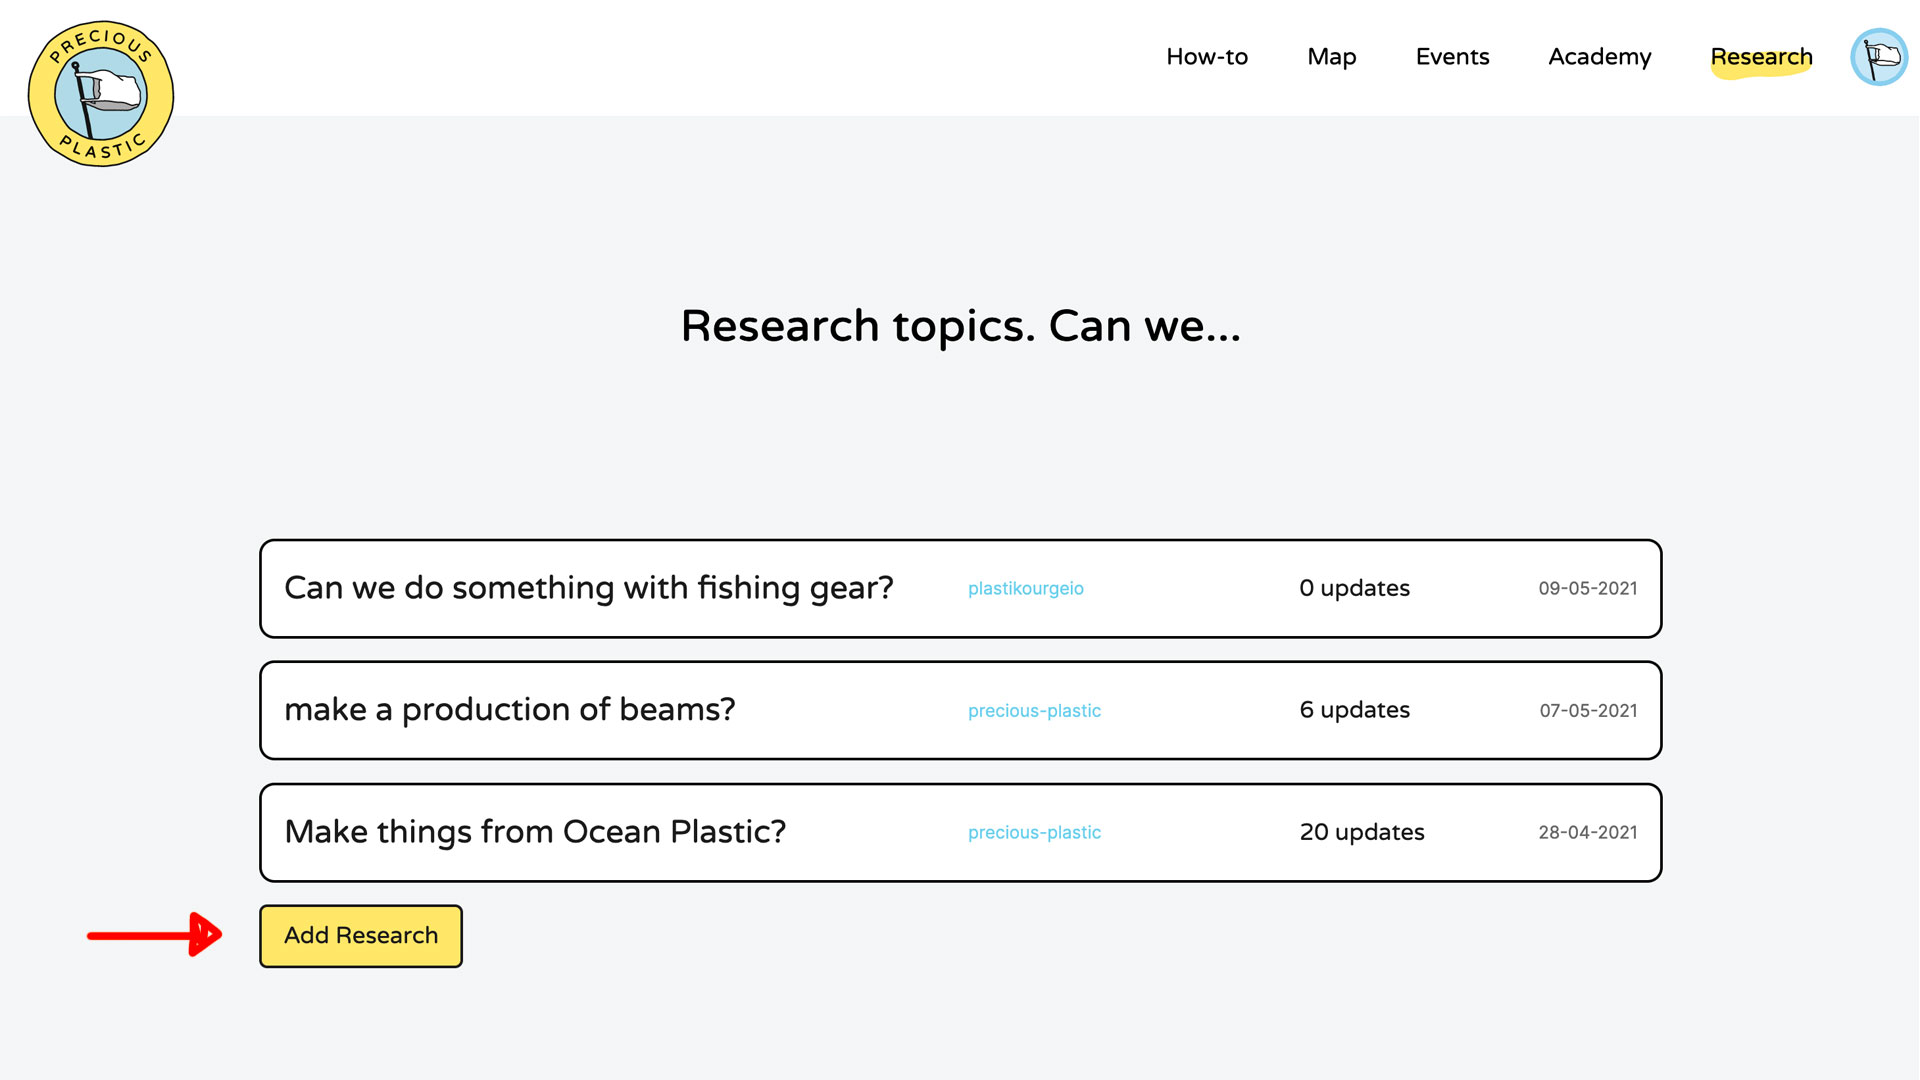 PRECIOUS
PLASTIC
How-to
Map
Events
Academy
Research
Research topics. Can we...
Can we do something with fishing gear?
plastikourgeio
0 updates
09-05-2021
make a production of beams?
precious-plastic
6 updates
07-05-2021
Make things from Ocean Plastic?
precious-plastic
20 updates
28-04-2021
Add Research